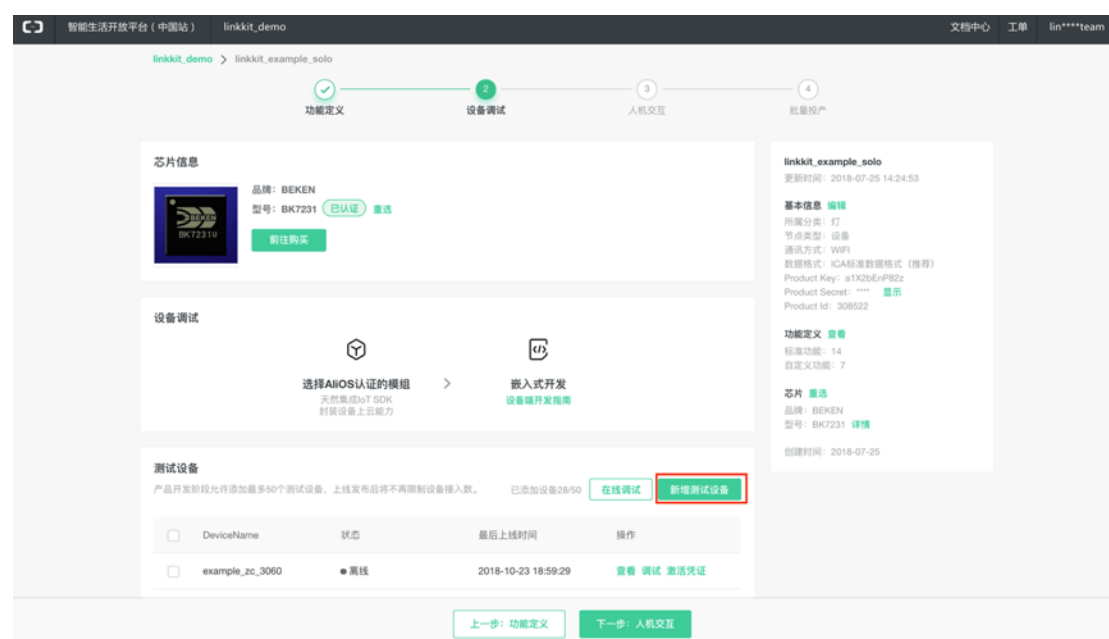 智能生活开放平台（中国站） linkkit_demo 文档中心 工单 lin****team
linkkit_demo > linkkit_example_solo
2 3 4
功能定义 设备调试 人机交互 批量投产
芯片信息
品牌：BEKEN
型号：BK7231 已认证 重选
前往购买
BEKEN
BK7231U
设备调试
选择AliOS认证的模组 > 嵌入式开发
天然集成IoT SDK 设备端开发指南
封装设备上云能力
测试设备
产品开发阶段允许添加最多50个测试设备，上线发布后将不再限制设备接入数。 已添加设备28/50 在线调试 新增测试设备
DeviceName 状态 最后上线时间 操作
example_zc_3060 离线 2018-10-23 18:59:29 查看 调试 激活凭证
linkkit_example_solo
更新时间：2018-07-25 14:24:53
基本信息 编辑
所属分类：灯
节点类型：设备
通讯方式：WIFI
数据格式：ICA标准数据格式（推荐）
Product Key：a1X2bEnP82z
Product Secret：**** 显示
Product Id：308522
功能定义 查看
标准功能：14
自定义功能：7
芯片 重选
品牌：BEKEN
型号：BK7231 详情
创建时间：2018-07-25
上一步：功能定义 下一步：人机交互